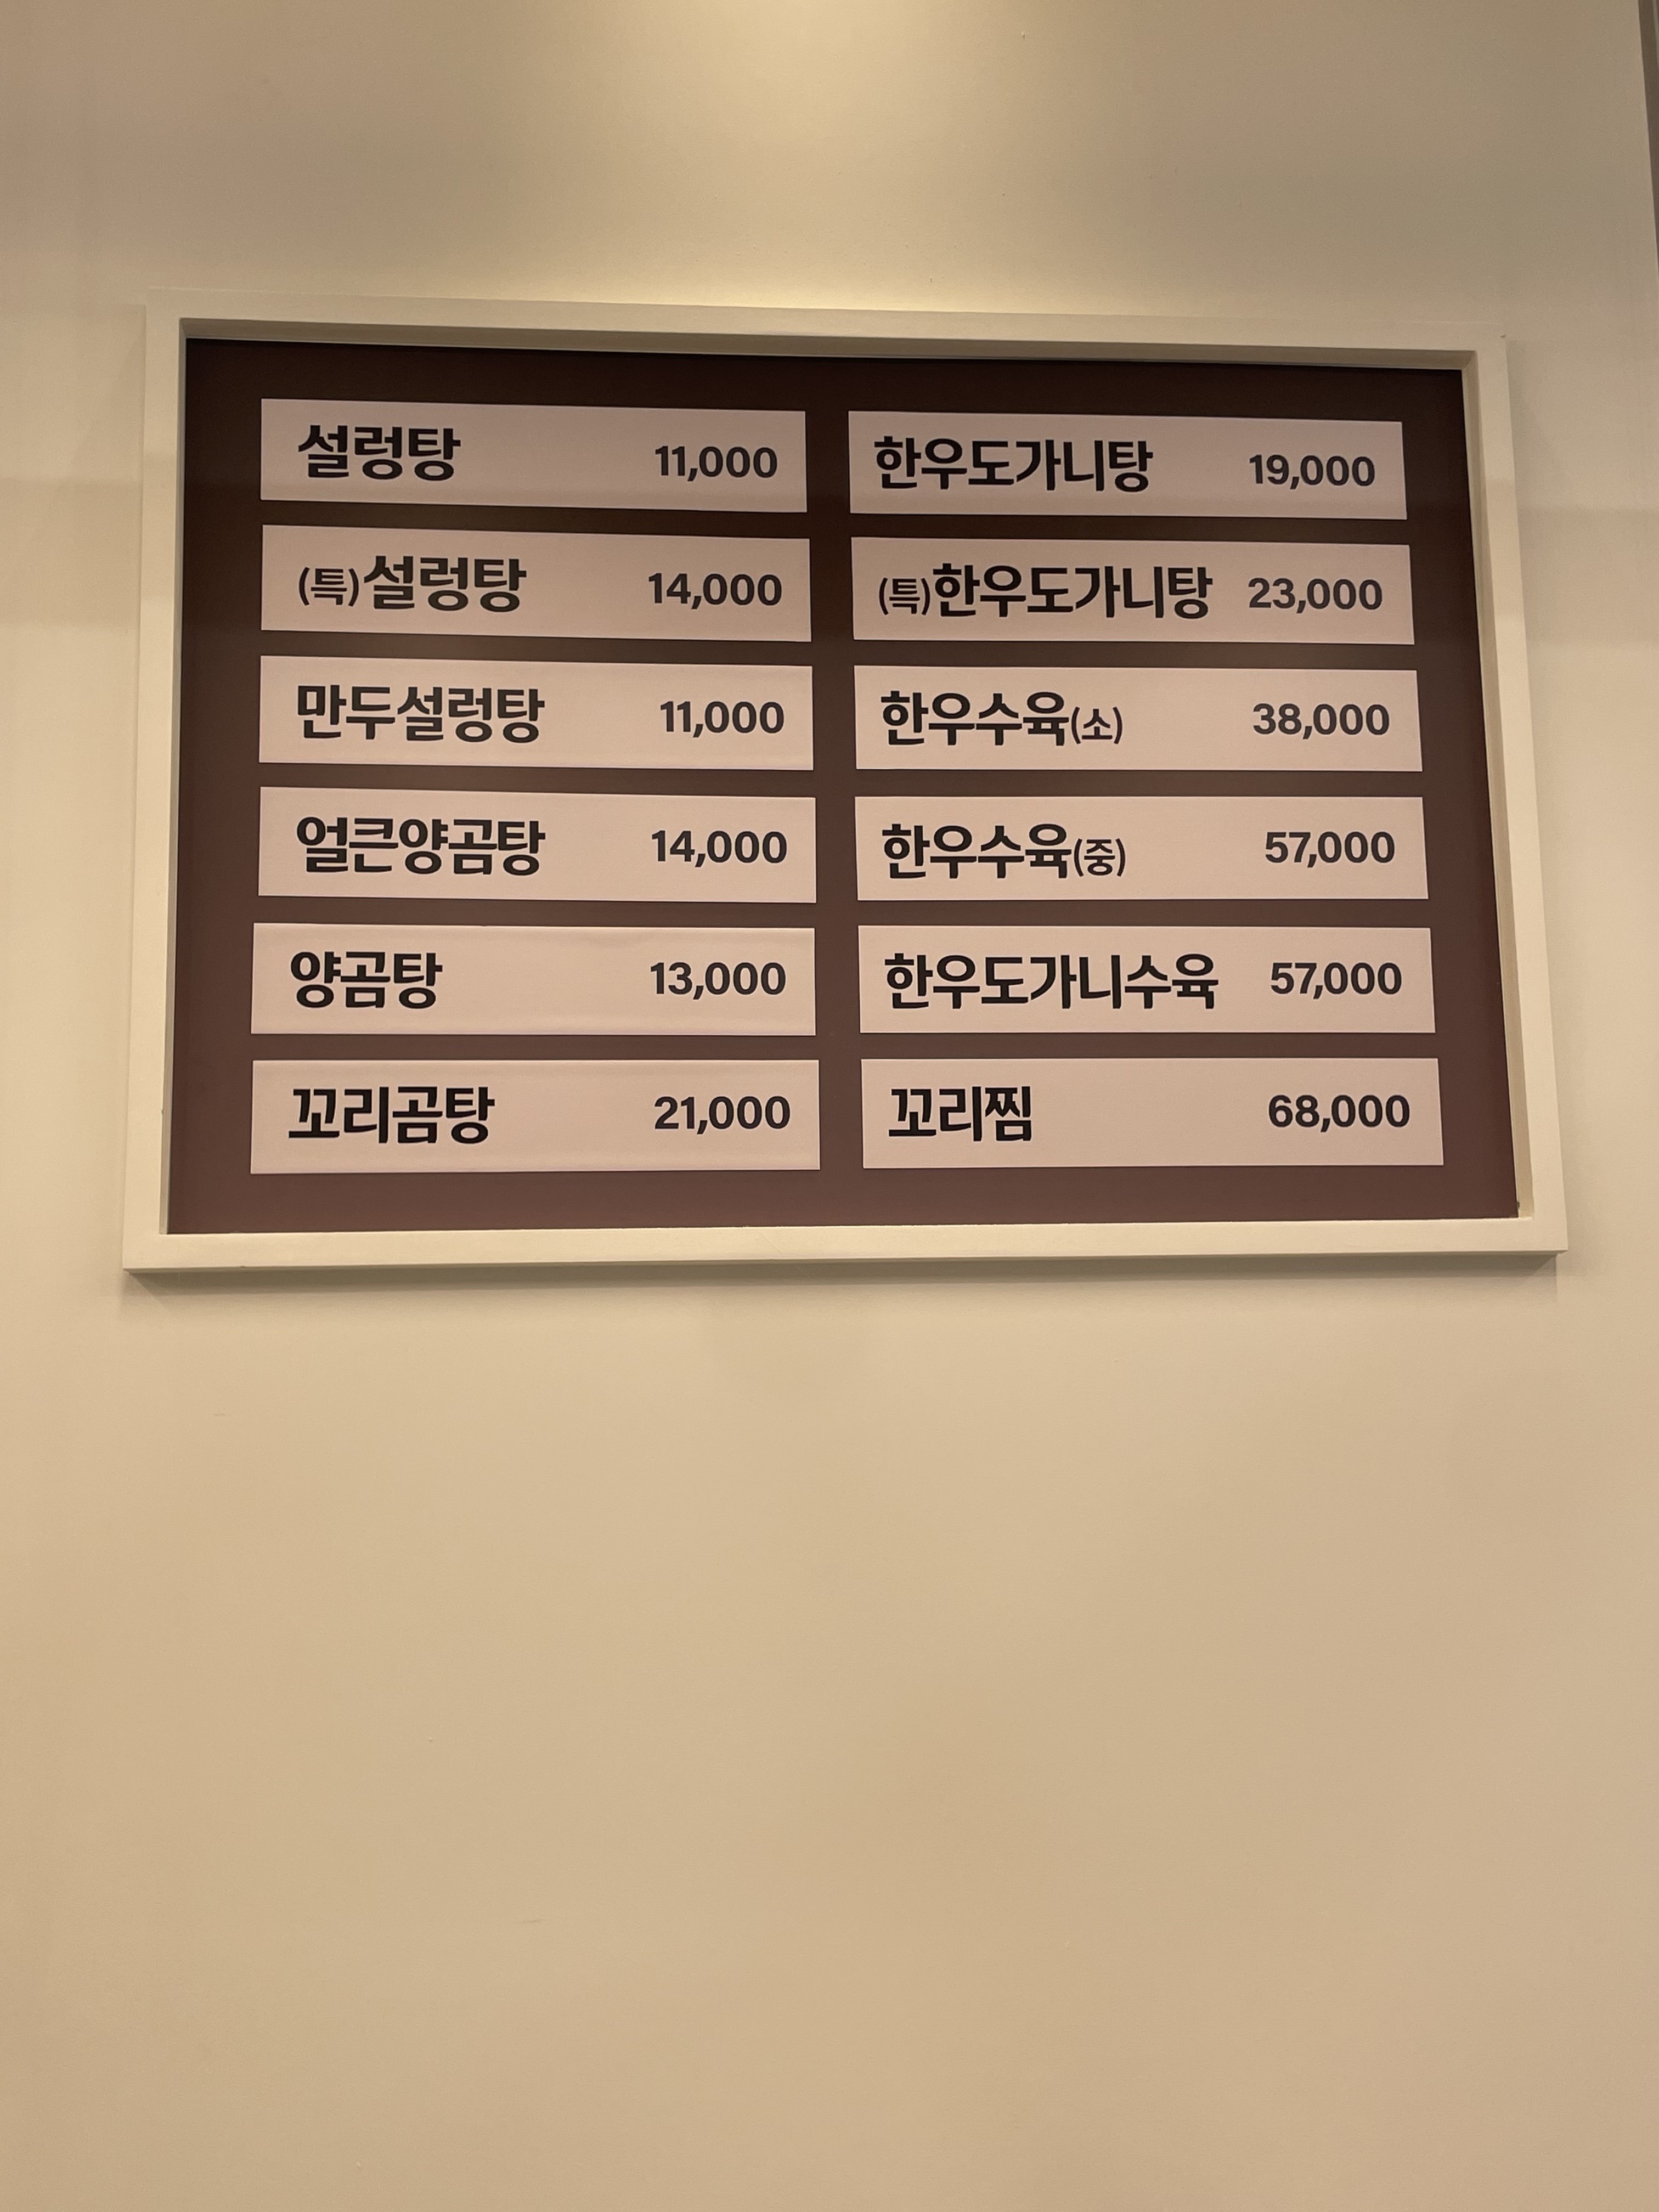 설렁탕 11,000
(특)설렁탕 14,000
만두설렁탕 11,000
얼큰양곰탕 14,000
양곰탕 13,000
꼬리곰탕 21,000
한우도가니탕 19,000
(특)한우도가니탕 23,000
한우수육(소) 38,000
한우수육(중) 57,000
한우도가니수육 57,000
꼬리찜 68,000